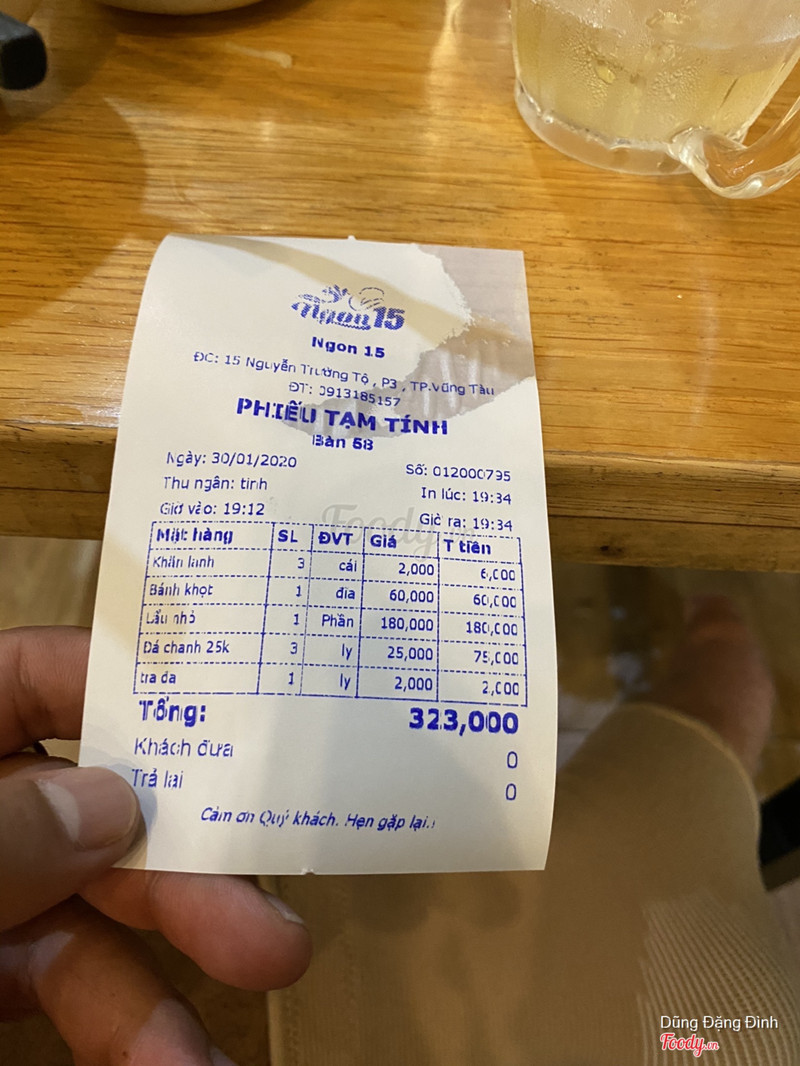 Ngon 15
Ngon 15
ĐC: 15 Nguyễn Trường Tộ , P3 , TP.Vũng Tàu
ĐT: 0913185157
PHIẾU TẠM TÍNH
Bàn 68
Ngày: 30/01/2020 Số: 012000795
Thu ngân: tinh In lúc: 19:34
Giờ vào: 19:12 Giờ ra: 19:34
Foody.vn
Mặt hàng SL ĐVT Giá T tiền
Khăn lạnh 3 cái 2,000 6,000
Bánh khọt 1 dĩa 60,000 60,000
Lẩu nhỏ 1 Phần 180,000 180,000
Đá chanh 25k 3 ly 25,000 75,000
tra da 1 ly 2,000 2,000
Tổng: 323,000
Khách đưa 0
Trả lại 0
Cảm ơn Quý khách. Hẹn gặp lại.!
Dũng Đặng Đình
Foody.vn